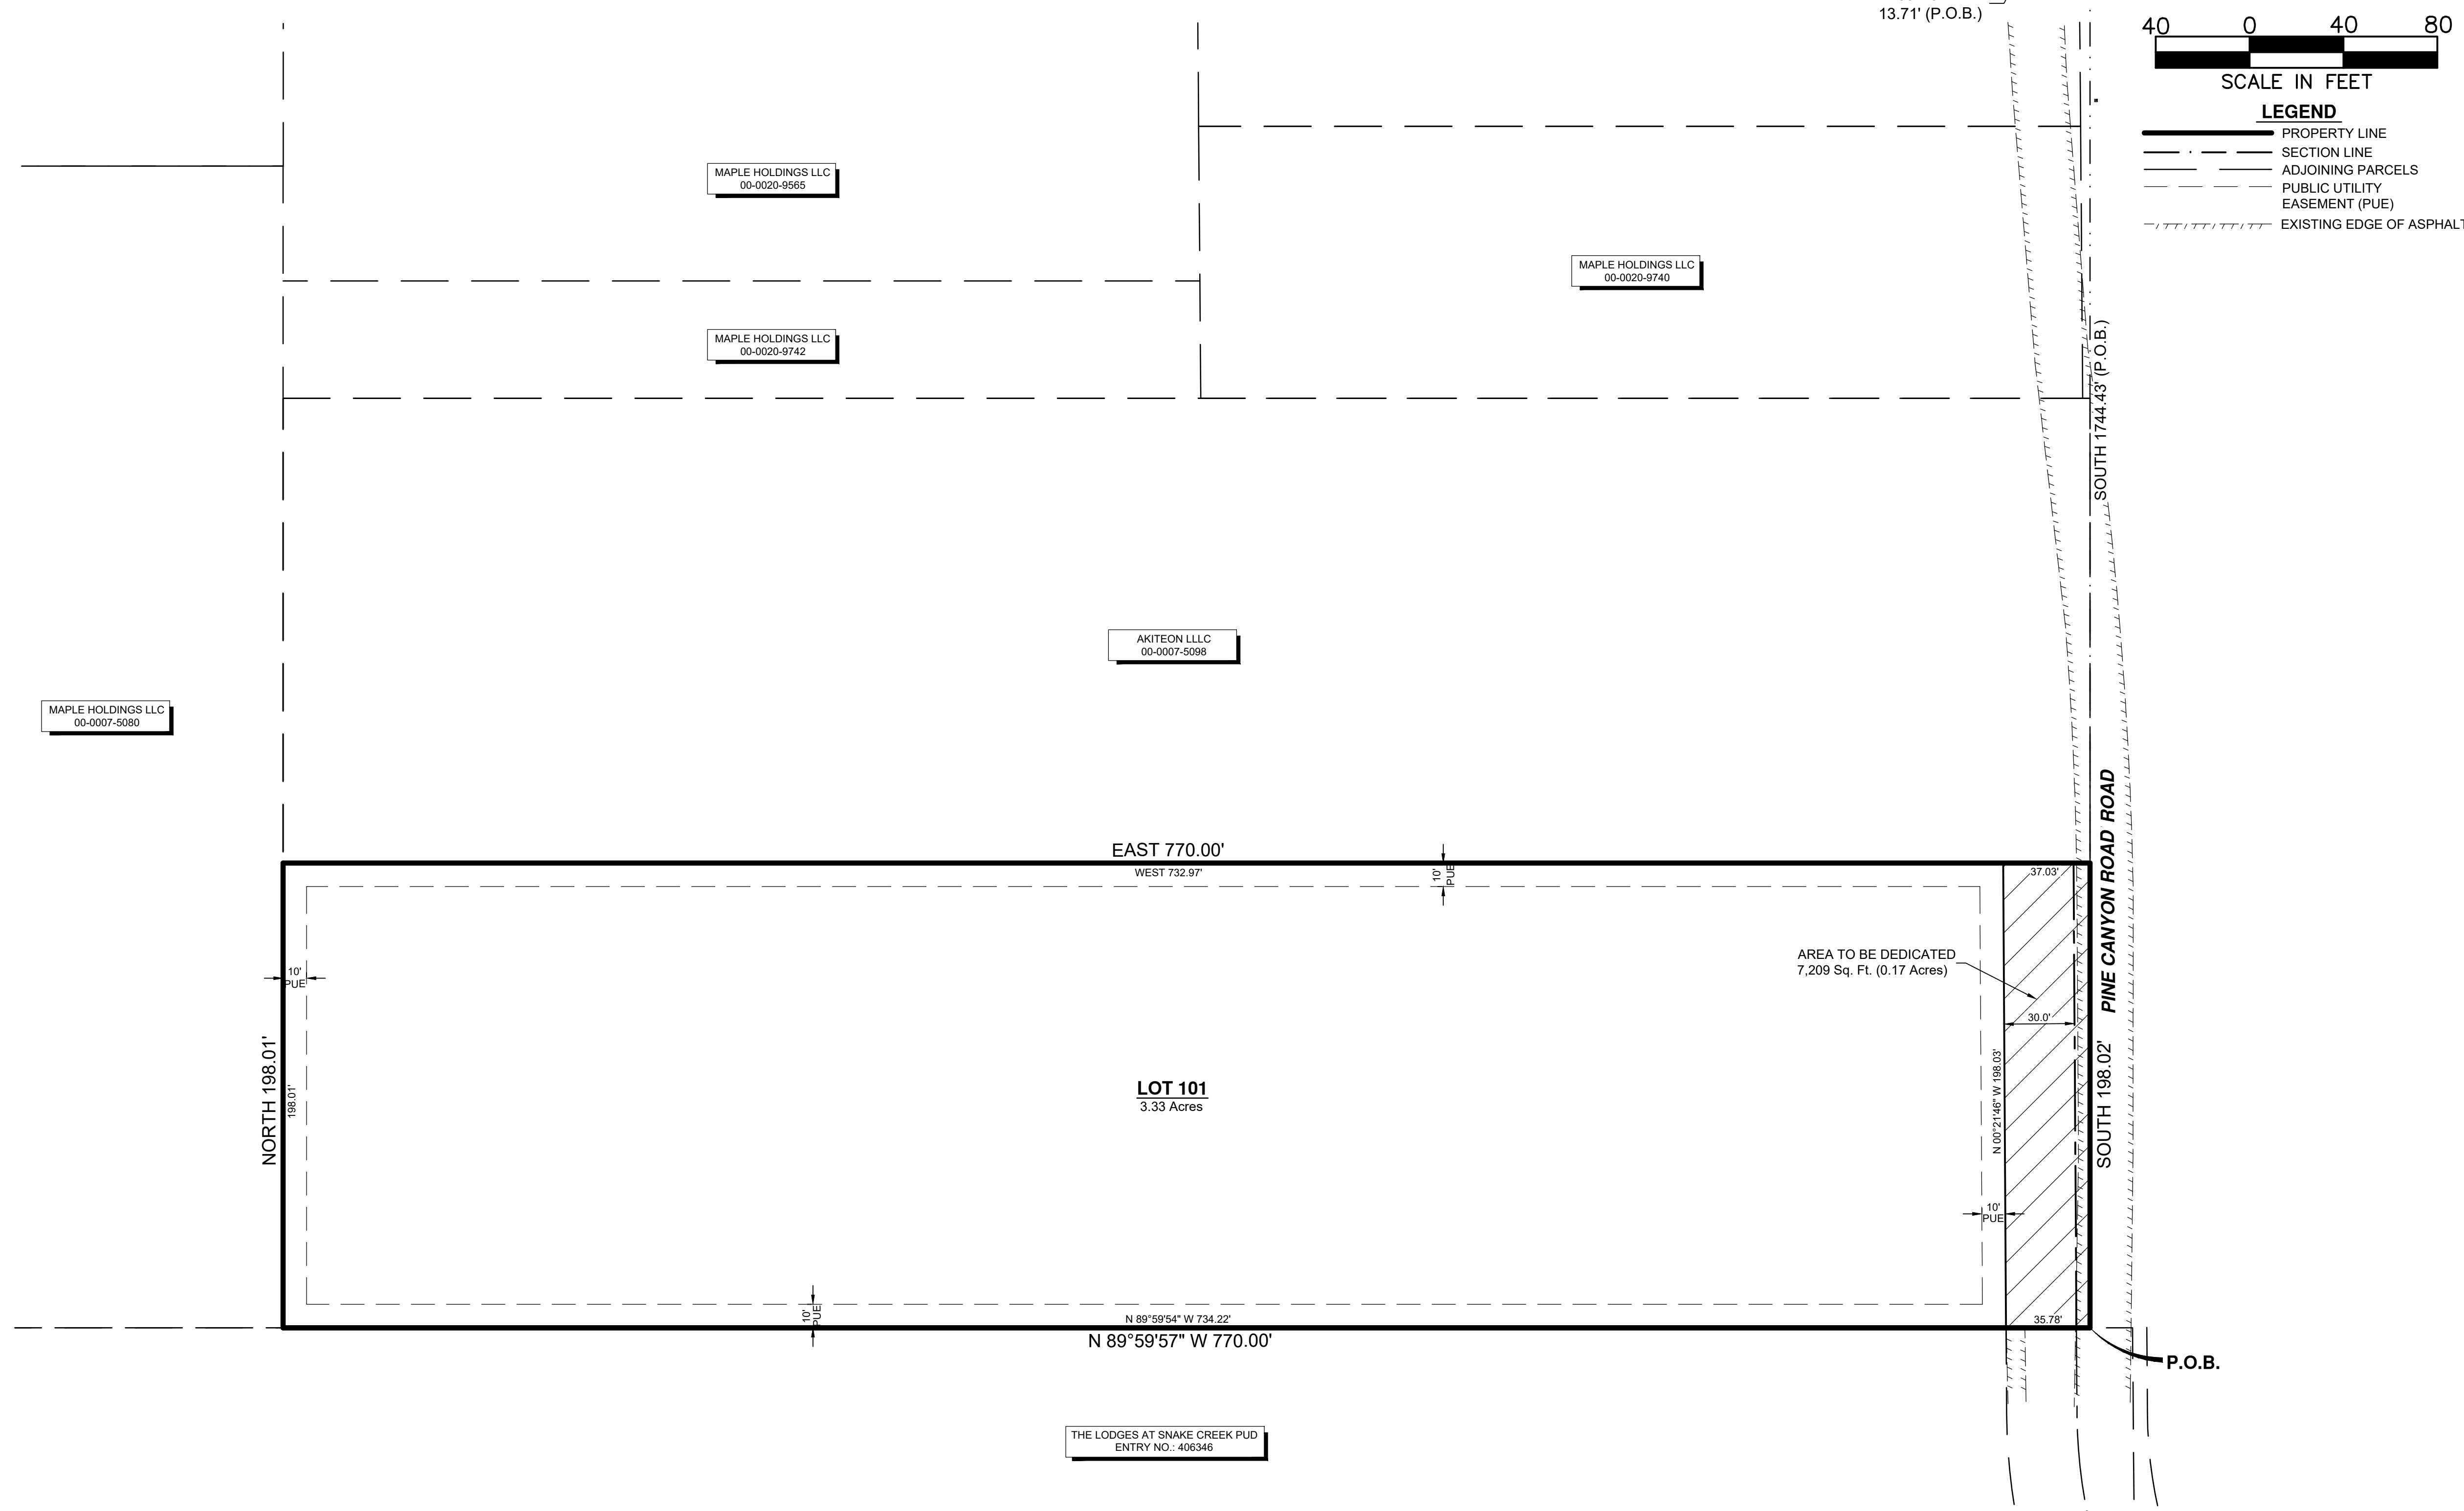 13.71' (P.O.B.)
40 0 40 80
SCALE IN FEET
LEGEND
PROPERTY LINE
SECTION LINE
ADJOINING PARCELS
PUBLIC UTILITY
EASEMENT (PUE)
EXISTING EDGE OF ASPHALT
MAPLE HOLDINGS LLC
00-0020-9565
MAPLE HOLDINGS LLC
00-0020-9740
MAPLE HOLDINGS LLC
00-0020-9742
SOUTH 1744.43' (P.O.B.)
AKITEON LLLC
00-0007-5098
MAPLE HOLDINGS LLC
00-0007-5080
PINE CANYON ROAD ROAD
EAST 770.00'
WEST 732.97'
10'
PUE
37.03'
AREA TO BE DEDICATED
7,209 Sq. Ft. (0.17 Acres)
10'
PUE
30.0'
NORTH 198.01'
198.01'
LOT 101
3.33 Acres
N 00°21'46" W 198.03'
SOUTH 198.02'
10'
PUE
10'
PUE
N 89°59'54" W 734.22'
35.78'
N 89°59'57" W 770.00'
P.O.B.
THE LODGES AT SNAKE CREEK PUD
ENTRY NO.: 406346